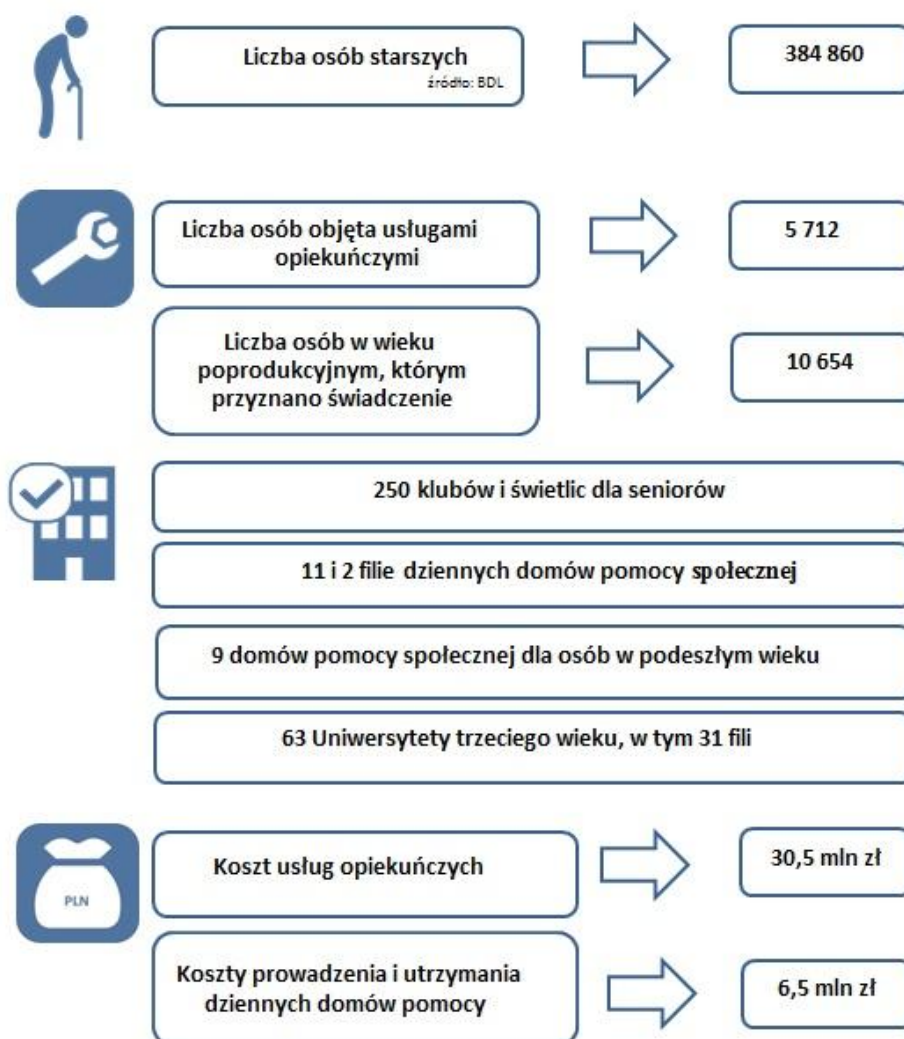 Liczba osób starszych
źródło: BDL
384 860
Liczba osób objęta usługami
opiekuńczymi
5 712
Liczba osób w wieku
poprodukcyjnym, którym
przyznano świadczenie
10 654
250 klubów i świetlic dla seniorów
11 i 2 filie dziennych domów pomocy społecznej
9 domów pomocy społecznej dla osób w podeszłym wieku
63 Uniwersytety trzeciego wieku, w tym 31 fili
PLN
Koszt usług opiekuńczych
30,5 mln zł
Koszty prowadzenia i utrzymania
dziennych domów pomocy
6,5 mln zł